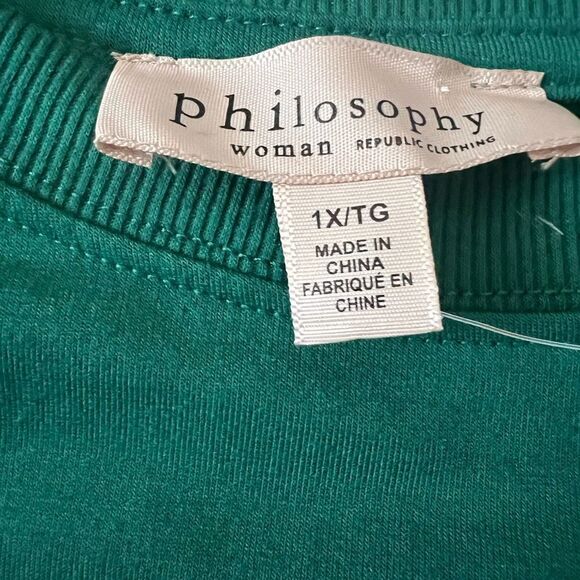 philosophy
woman REPUBLIC CLOTHING
1X/TG
MADE IN
CHINA
FABRIQUÉ EN
CHINE